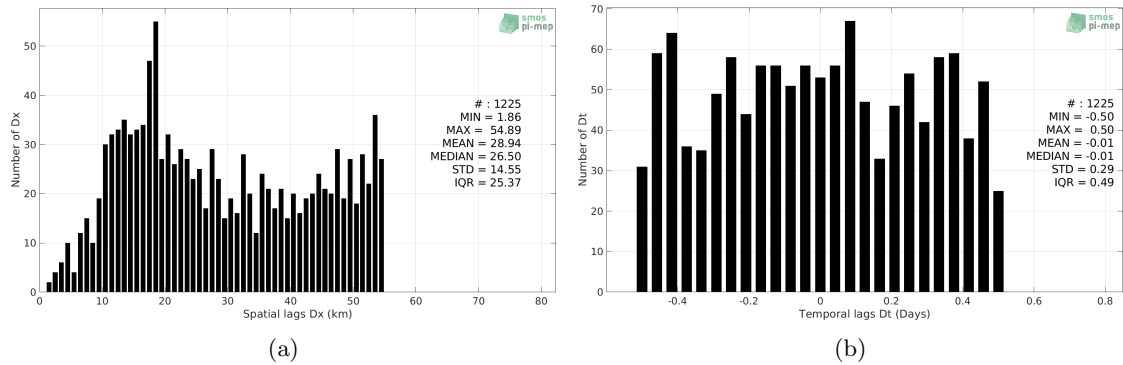 smos
pi-mep
50
40
30
20
10
0
Number of Dx
# : 1225
MIN = 1.86
MAX = 54.89
MEAN = 28.94
MEDIAN = 26.50
STD = 14.55
IQR = 25.37
0 10 20 30 40 50 60 70 80
Spatial lags Dx (km)
(a)
smos
pi-mep
70
60
50
40
30
20
10
0
Number of Dt
# : 1225
MIN = -0.50
MAX = 0.50
MEAN = -0.01
MEDIAN = -0.01
STD = 0.29
IQR = 0.49
-0.4 -0.2 0 0.2 0.4 0.6 0.8
Temporal lags Dt (Days)
(b)